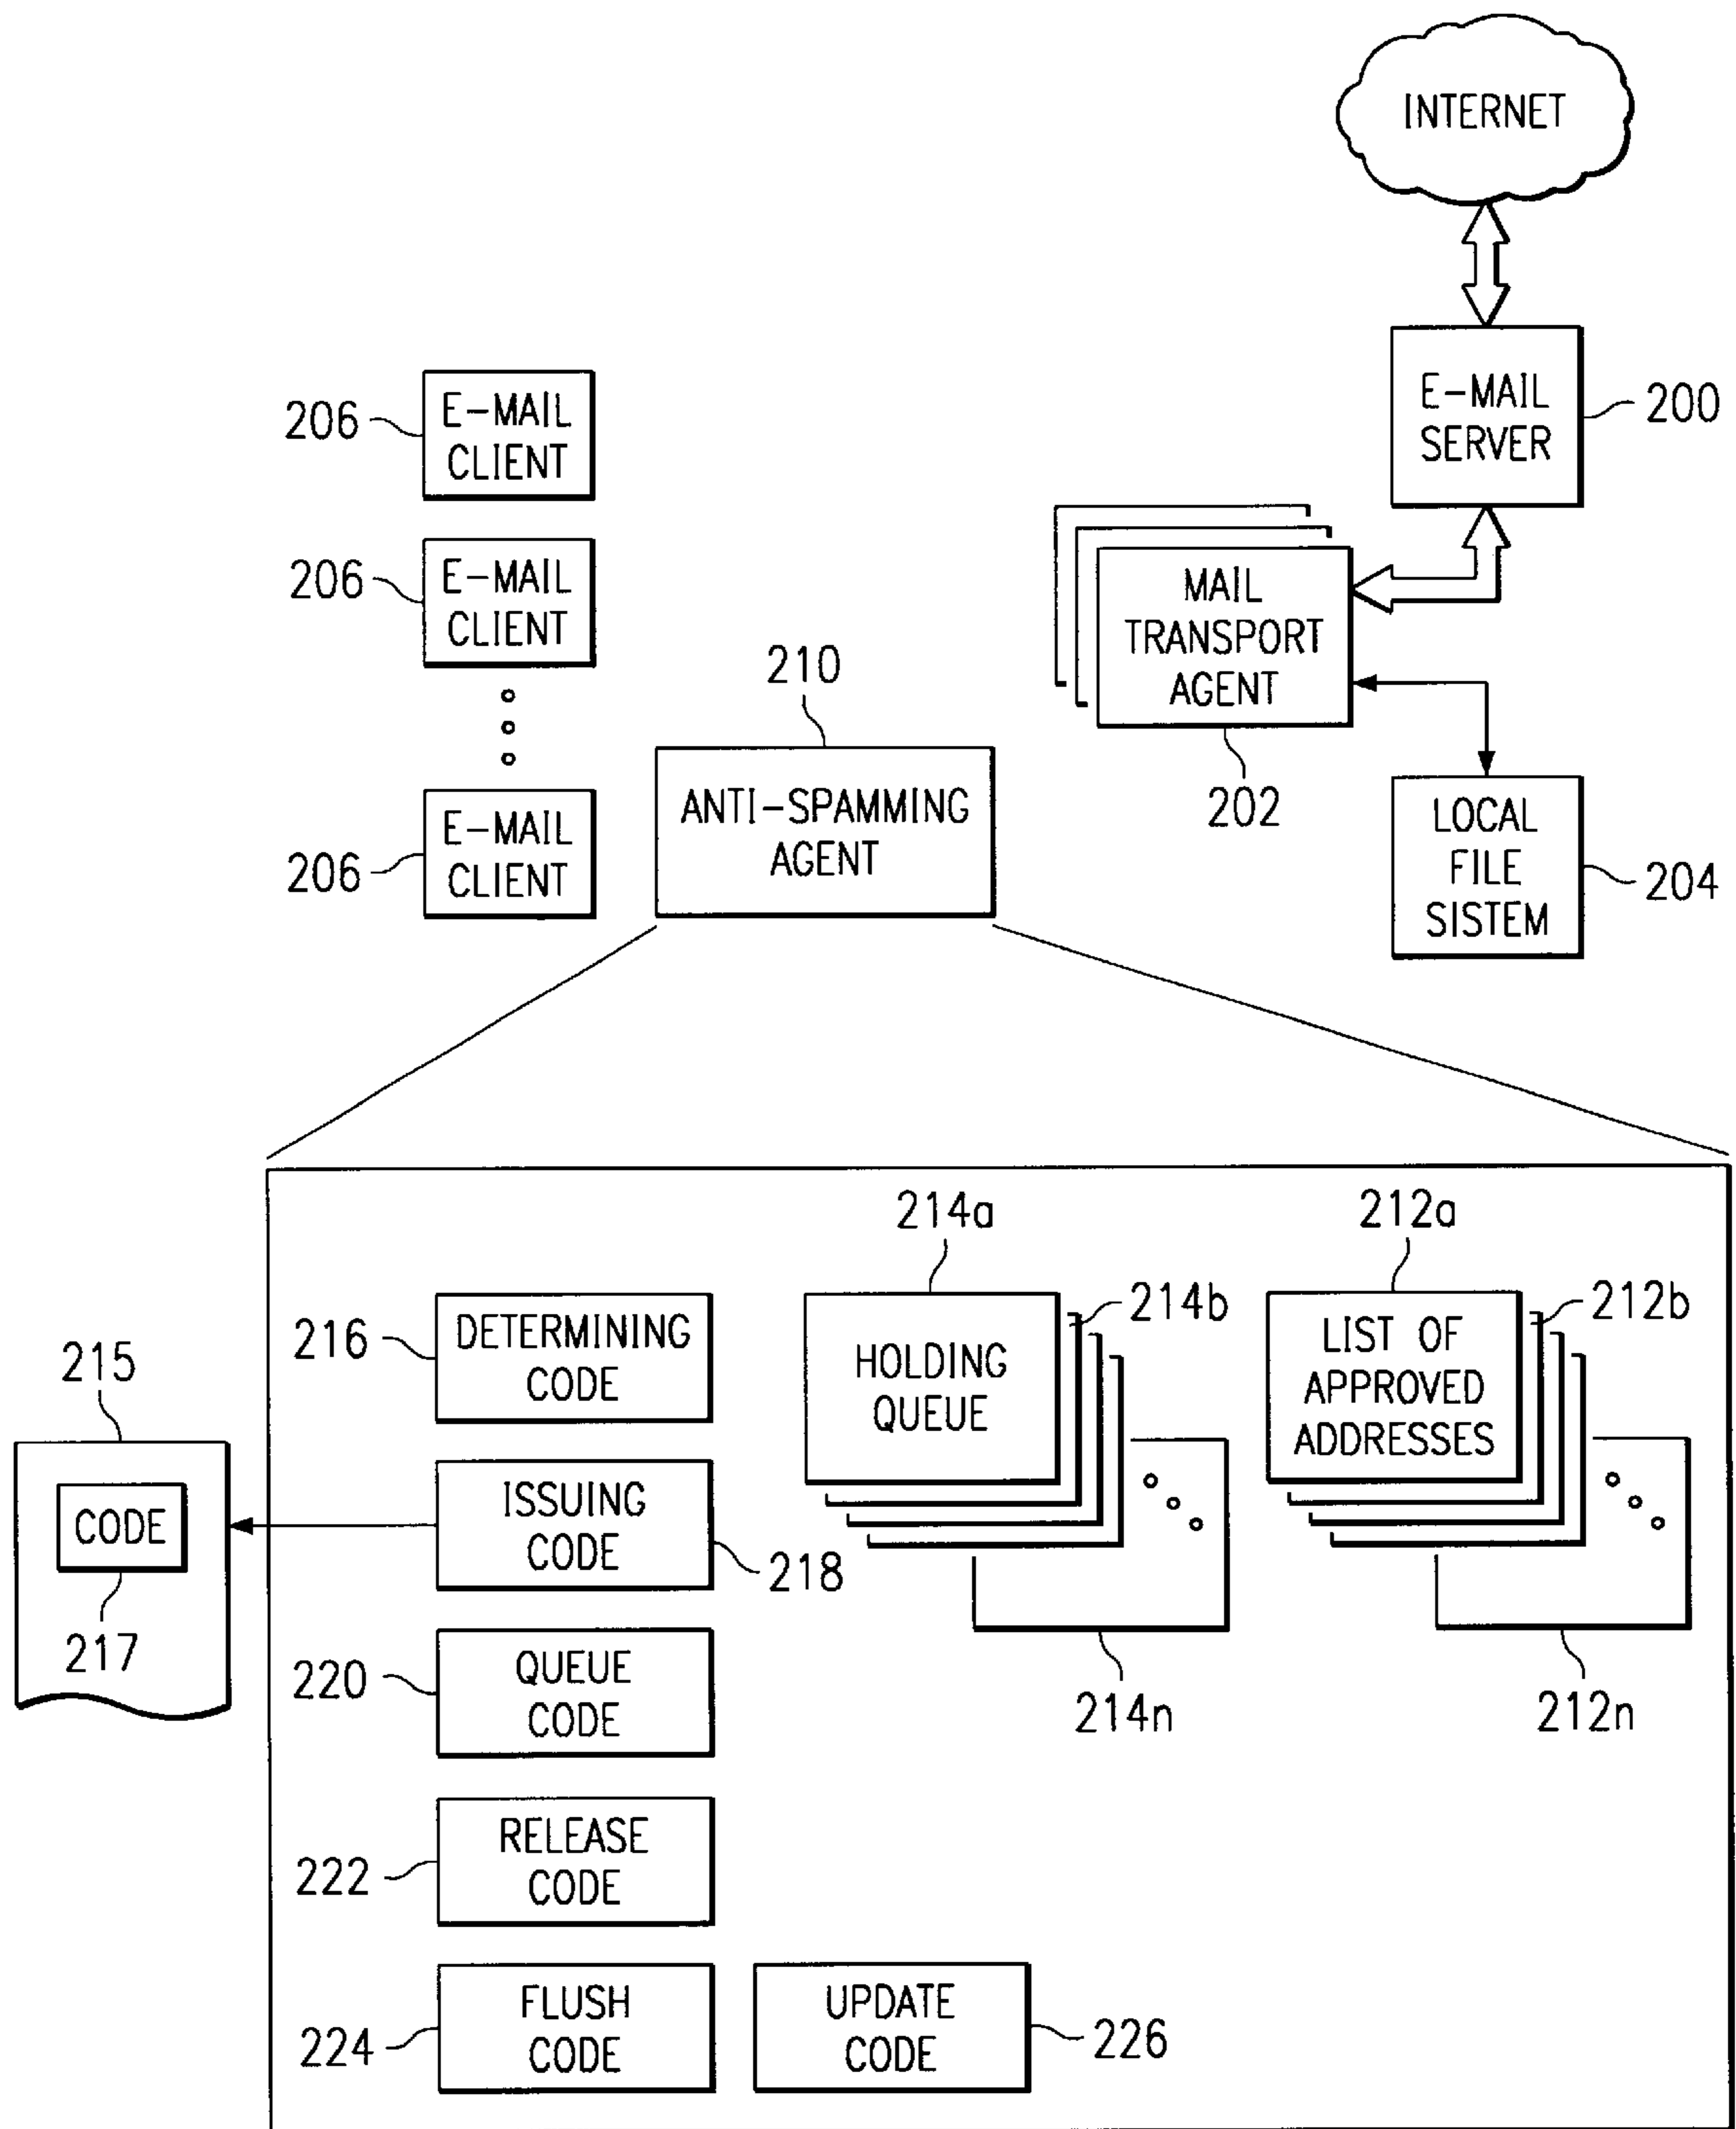 INTERNET
E-MAIL
SERVER
200
206
E-MAIL
CLIENT
206
E-MAIL
CLIENT
206
E-MAIL
CLIENT
210
ANTI-SPAMMING
AGENT
MAIL
TRANSPORT
AGENT
202
LOCAL
FILE
SISTEM
204
215
CODE
217
216
DETERMINING
CODE
ISSUING
CODE
218
220
QUEUE
CODE
222
RELEASE
CODE
224
FLUSH
CODE
UPDATE
CODE
226
214a
214b
HOLDING
QUEUE
214n
212a
212b
LIST OF
APPROVED
ADDRESSES
212n